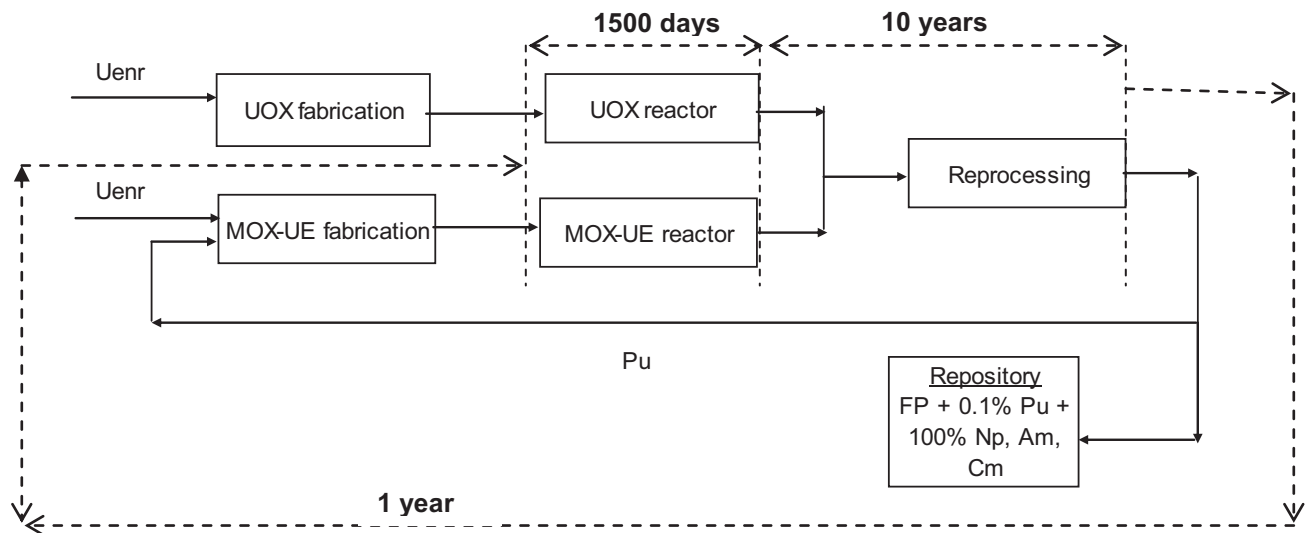 1500 days
10 years
Uenr
UOX fabrication
UOX reactor
Reprocessing
Uenr
MOX-UE fabrication
MOX-UE reactor
Pu
Repository
FP + 0.1% Pu +
100% Np, Am,
Cm
1 year